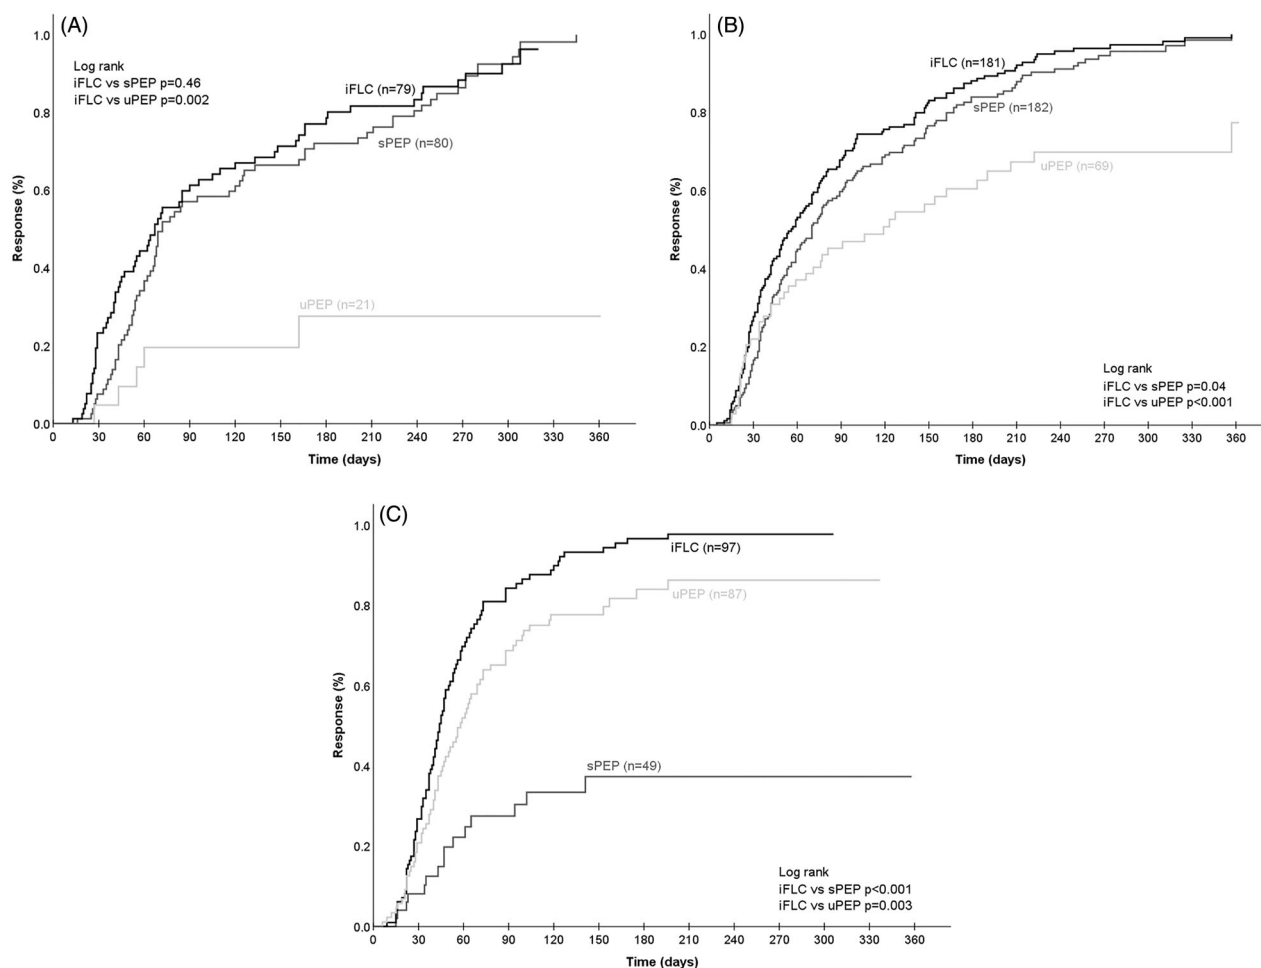 (A)
Log rank
iFLC vs sPEP p=0.46
iFLC vs uPEP p=0.002
iFLC (n=79)
sPEP (n=80)
uPEP (n=21)
Response (%)
1.0
0.8
0.6
0.4
0.2
0.0
0 30 60 90 120 150 180 210 240 270 300 330 360
Time (days)
(B)
iFLC (n=181)
sPEP (n=182)
uPEP (n=69)
Log rank
iFLC vs sPEP p=0.04
iFLC vs uPEP p<0.001
Response (%)
1.0
0.8
0.6
0.4
0.2
0.0
0 30 60 90 120 150 180 210 240 270 300 330 360
Time (days)
(C)
iFLC (n=97)
uPEP (n=87)
sPEP (n=49)
Log rank
iFLC vs sPEP p<0.001
iFLC vs uPEP p=0.003
Response (%)
1.0
0.8
0.6
0.4
0.2
0.0
0 30 60 90 120 150 180 210 240 270 300 330 360
Time (days)